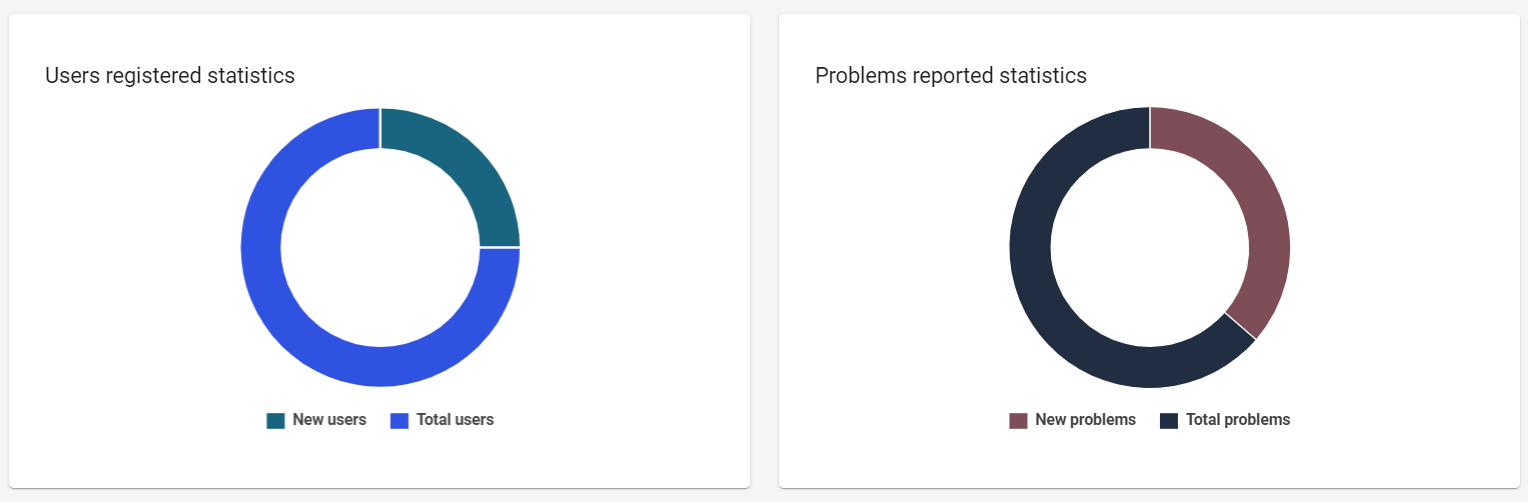 Users registered statistics
New users Total users
Problems reported statistics
New problems Total problems